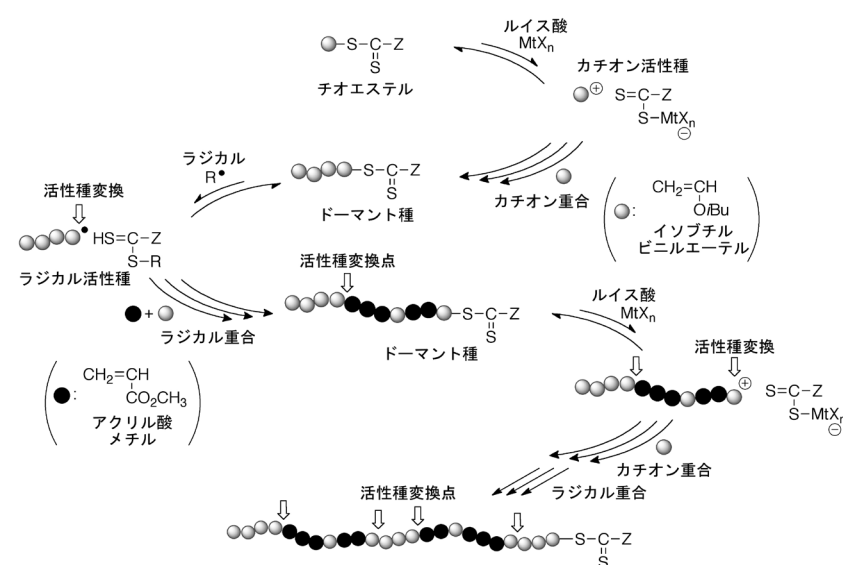 S-C-Z
S
チオエステル
ルイス酸
MtXn
カチオン活性種
⊕ S=C-Z
S-MtXn
⊖
ラジカル
R•
S-C-Z
S
ドーマント種
カチオン重合
CH2=CH
OiBu
:
イソブチル
ビニルエーテル
活性種変換
• HS=C-Z
S-R
ラジカル活性種
+
ラジカル重合
活性種変換点
S-C-Z
S
ドーマント種
ルイス酸
MtXn
活性種変換
⊕ S=C-Z
S-MtXn
⊖
CH2=CH
CO2CH3
:
アクリル酸
メチル
カチオン重合
ラジカル重合
活性種変換点
S-C-Z
S